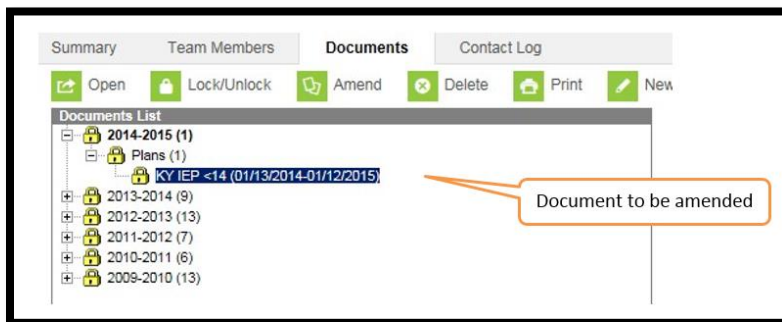 Summary Team Members Documents Contact Log
Open Lock/Unlock Amend Delete Print New
Documents List
2014-2015 (1)
Plans (1)
KY IEP <14 (01/13/2014-01/12/2015)
Document to be amended
2013-2014 (9)
2012-2013 (13)
2011-2012 (7)
2010-2011 (6)
2009-2010 (13)